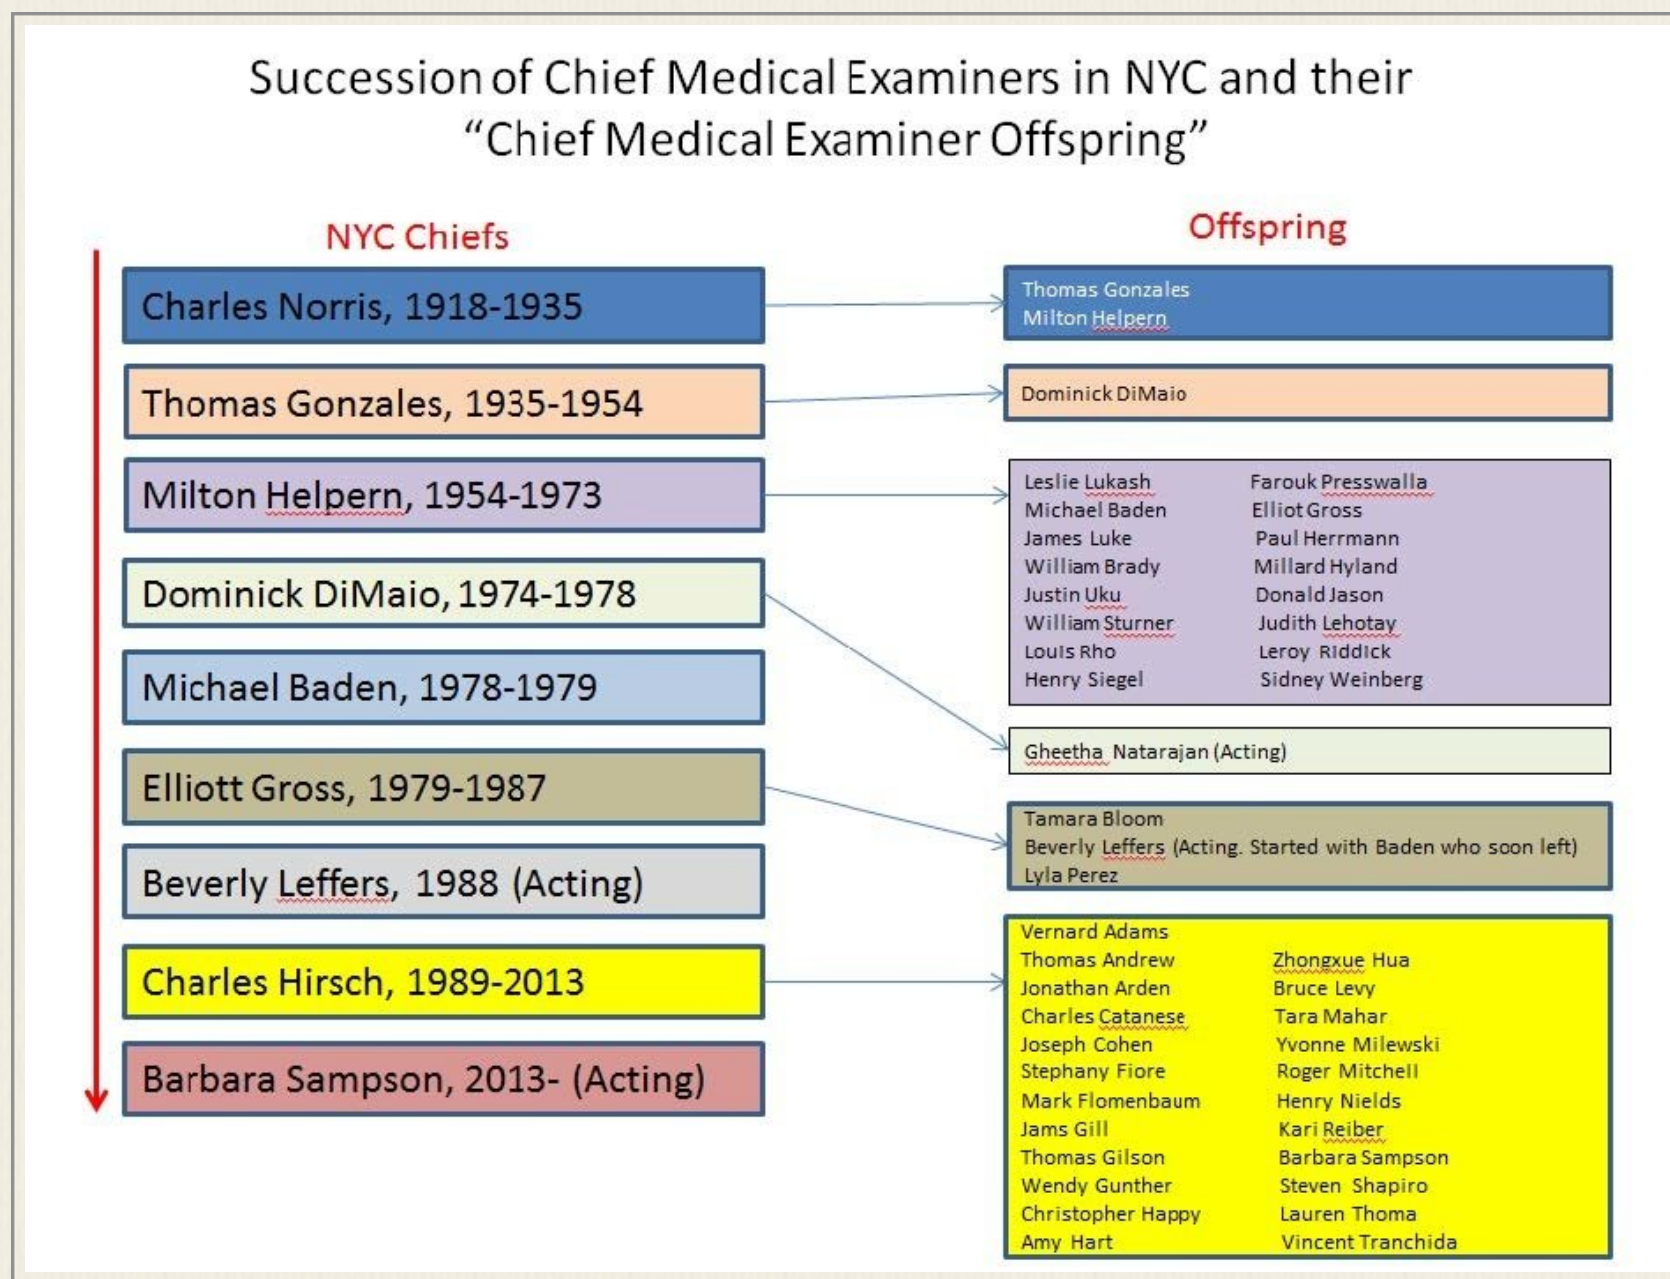 Succession of Chief Medical Examiners in NYC and their
“Chief Medical Examiner Offspring”
NYC Chiefs
Charles Norris, 1918-1935
Thomas Gonzales, 1935-1954
Milton Helpern, 1954-1973
Dominick DiMaio, 1974-1978
Michael Baden, 1978-1979
Elliott Gross, 1979-1987
Beverly Leffers, 1988 (Acting)
Charles Hirsch, 1989-2013
Barbara Sampson, 2013- (Acting)
Offspring
Thomas Gonzales
Milton Helpern
Dominick DiMaio
Leslie Lukash
Michael Baden
James Luke
William Brady
Justin Uku
William Sturner
Louis Rho
Henry Siegel
Farouk Presswalla
Elliot Gross
Paul Herrmann
Millard Hyland
Donald Jason
Judith Lehotay
Leroy Riddick
Sidney Weinberg
Gheetha Natarajan (Acting)
Tamara Bloom
Beverly Leffers (Acting. Started with Baden who soon left)
Lyla Perez
Vernard Adams
Thomas Andrew
Jonathan Arden
Charles Catanese
Joseph Cohen
Stephany Fiore
Mark Flomenbaum
Jams Gill
Thomas Gilson
Wendy Gunther
Christopher Happy
Amy Hart
Zhongxue Hua
Bruce Levy
Tara Mahar
Yvonne Milewski
Roger Mitchell
Henry Nields
Kari Reiber
Barbara Sampson
Steven Shapiro
Lauren Thoma
Vincent Tranchida